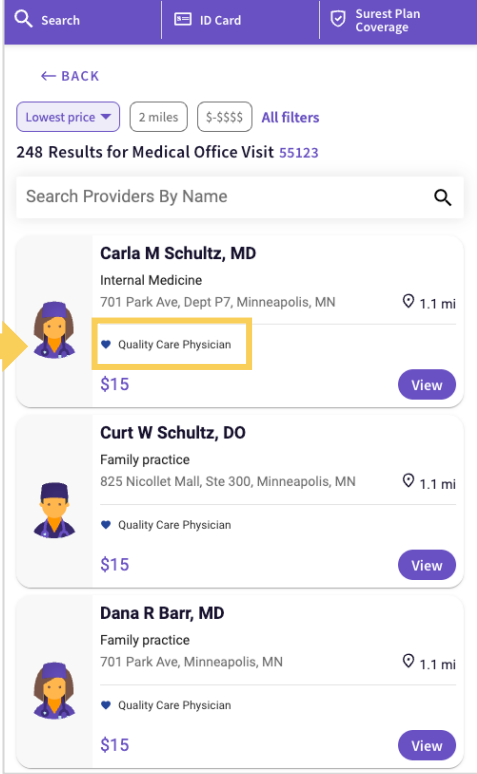 Search
ID Card
Surest Plan
Coverage
← BACK
Lowest price
2 miles
$-$$$$
All filters
248 Results for Medical Office Visit 55123
Search Providers By Name
Carla M Schultz, MD
Internal Medicine
701 Park Ave, Dept P7, Minneapolis, MN
1.1 mi
Quality Care Physician
$15
View
Curt W Schultz, DO
Family practice
825 Nicollet Mall, Ste 300, Minneapolis, MN
1.1 mi
Quality Care Physician
$15
View
Dana R Barr, MD
Family practice
701 Park Ave, Minneapolis, MN
1.1 mi
Quality Care Physician
$15
View